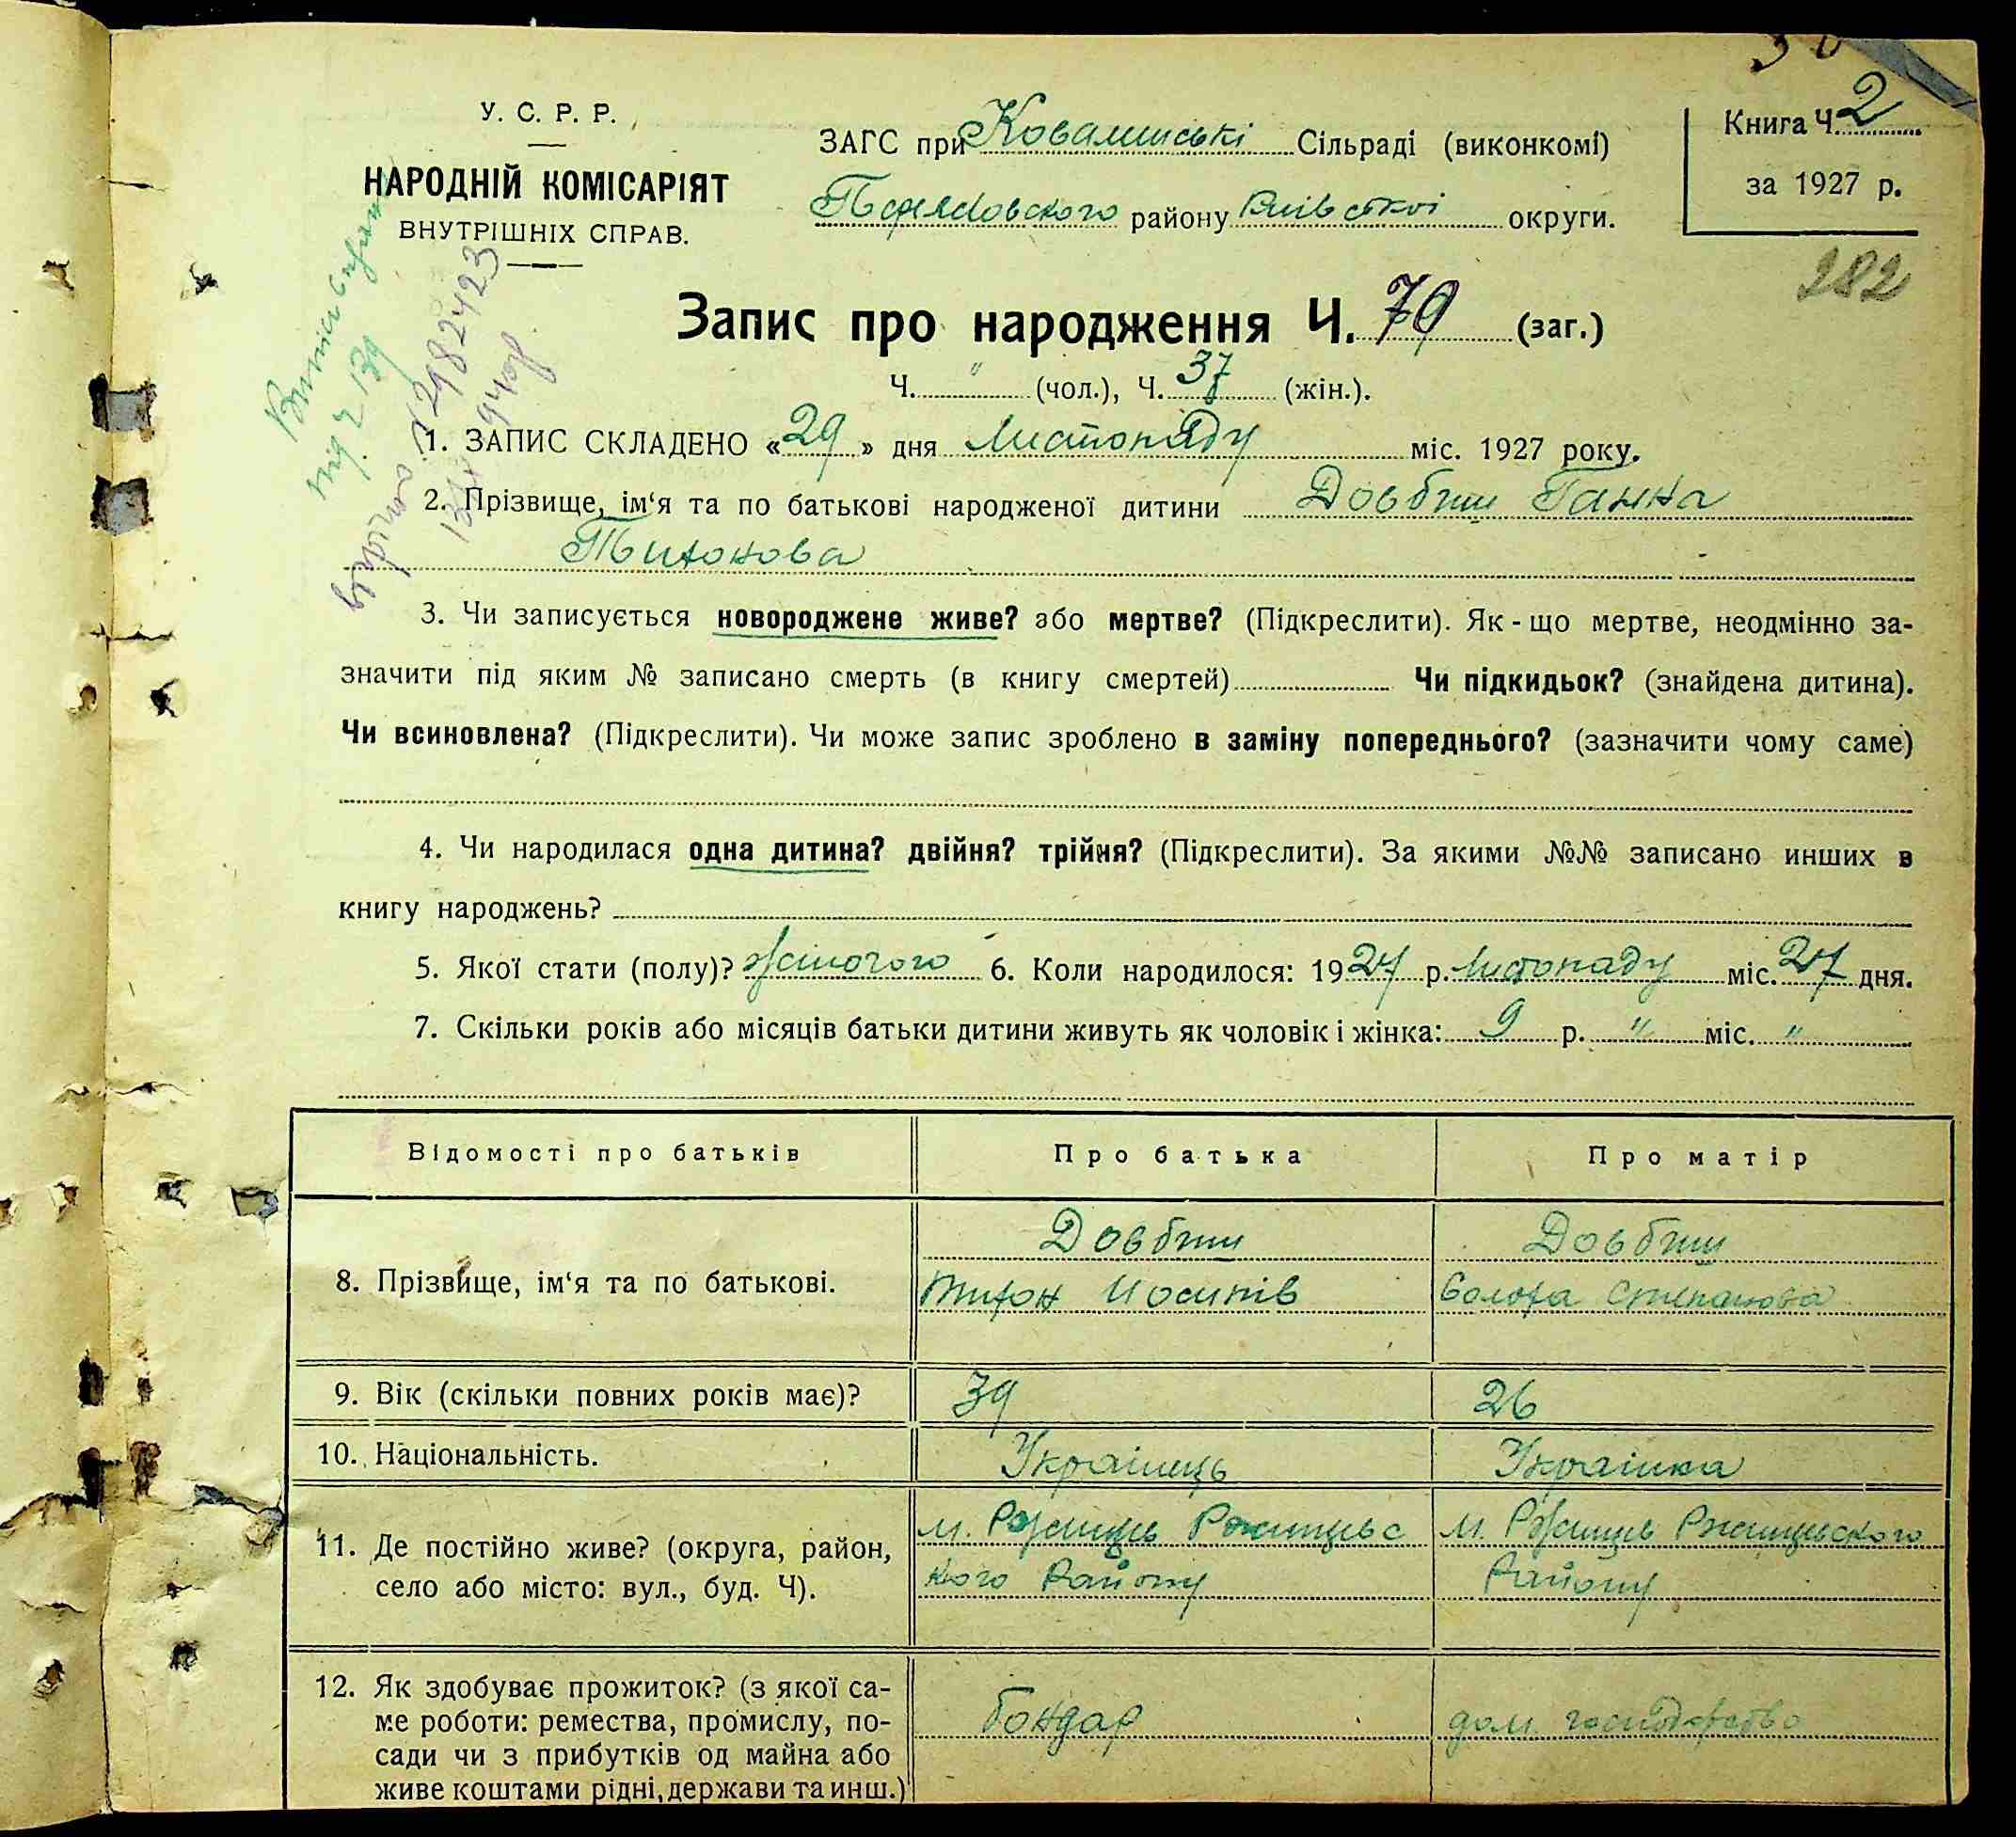 У. С. Р. Р.
НАРОДНІЙ КОМІСАРІЯТ
ВНУТРІШНІХ СПРАВ.
ЗАГС при Ковалинські Сільраді (виконкомі)
району Київської округи.
Книга Ч. 2
за 1927 р.
282
Запис про народження Ч. 79 (заг.)
Ч. " (чол.), Ч. 37 (жін.).
1. ЗАПИС СКЛАДЕНО «29» дня Листопаду міс. 1927 року.
2. Прізвище, ім‘я та по батькові народженої дитини Довбиш Ганна
Тихонова
3. Чи записується новороджене живе? або мертве? (Підкреслити). Як-що мертве, неодмінно за-
значити під яким № записано смерть (в книгу смертей) Чи підкидьок? (знайдена дитина).
Чи всиновлена? (Підкреслити). Чи може запис зроблено в заміну попереднього? (зазначити чому саме)
4. Чи народилася одна дитина? двійня? трійня? (Підкреслити). За якими №№ записано инших в
книгу народжень?
5. Якої стати (полу)? жіночого 6. Коли народилося: 1927 р. Листопаду міс. 27 дня.
7. Скільки років або місяців батьки дитини живуть як чоловік і жінка: 9 р. " міс. "
Відомості про батьків Про батька Про матір
8. Прізвище, ім‘я та по батькові.
Довбиш
Тихон Йосипів
Довбиш
Степанова
9. Вік (скільки повних років має)? 39 26
10. Національність. Українець Українка
11. Де постійно живе? (округа, район,
село або місто: вул., буд. Ч).
м. Ржищів Ржищівс
кого Району
м. Ржищів Ржищівського
Району
12. Як здобуває прожиток? (з якої са-
ме роботи: ремества, промислу, по-
сади чи з прибутків од майна або
живе коштами рідні, держави та инш.)
бондар
дом. господарство